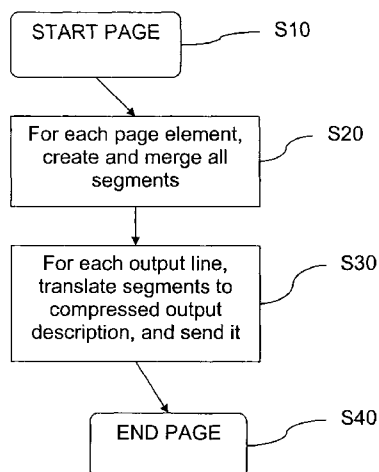 START PAGE
S10
For each page element,
create and merge all
segments
S20
For each output line,
translate segments to
compressed output
description, and send it
S30
END PAGE
S40